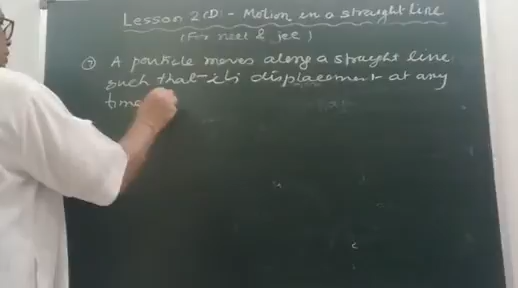 Lesson 2(D):- Motion in a straight line
(For neet & jee)
? A particle moves along a straight line
such that its displacement at any
time